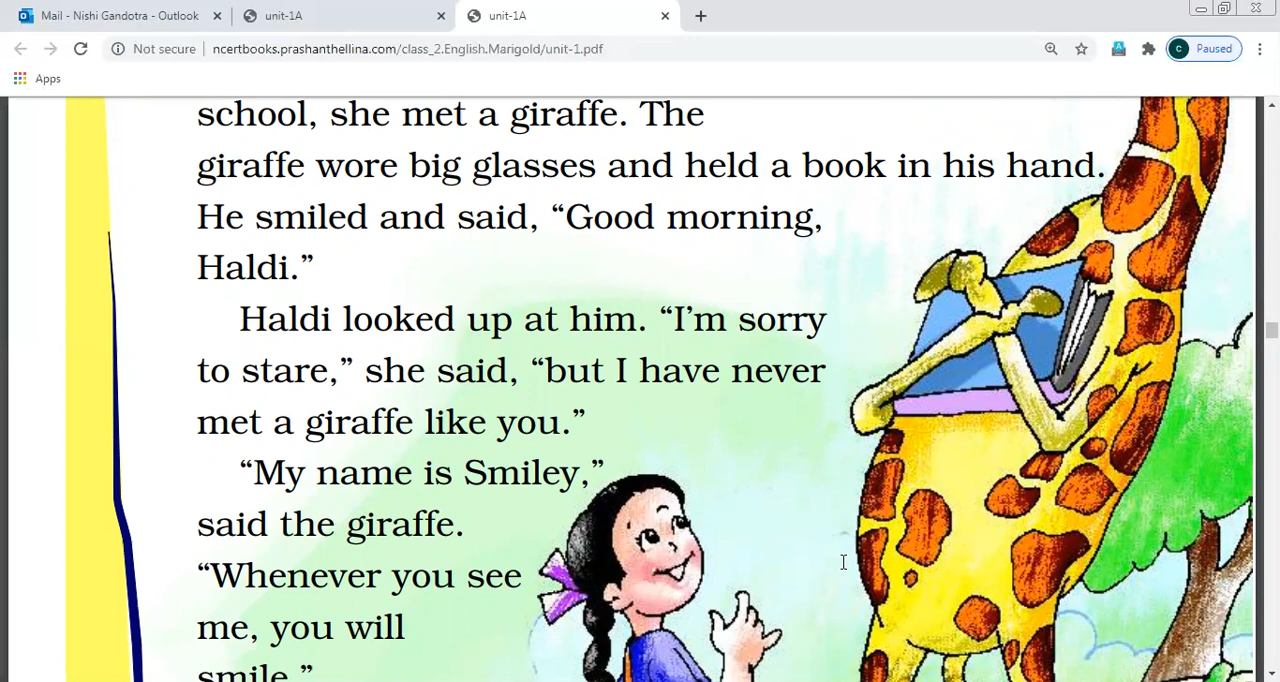 Mail - Nishi Gandotra - Outlook
unit-1A
unit-1A
Not secure
ncertbooks.prashanthellina.com/class_2.English.Marigold/unit-1.pdf
C
Paused
Apps
school, she met a giraffe. The
giraffe wore big glasses and held a book in his hand.
He smiled and said, “Good morning,
Haldi.”
Haldi looked up at him. “I’m sorry
to stare,” she said, “but I have never
met a giraffe like you.”
“My name is Smiley,”
said the giraffe.
“Whenever you see
me, you will
smile.”